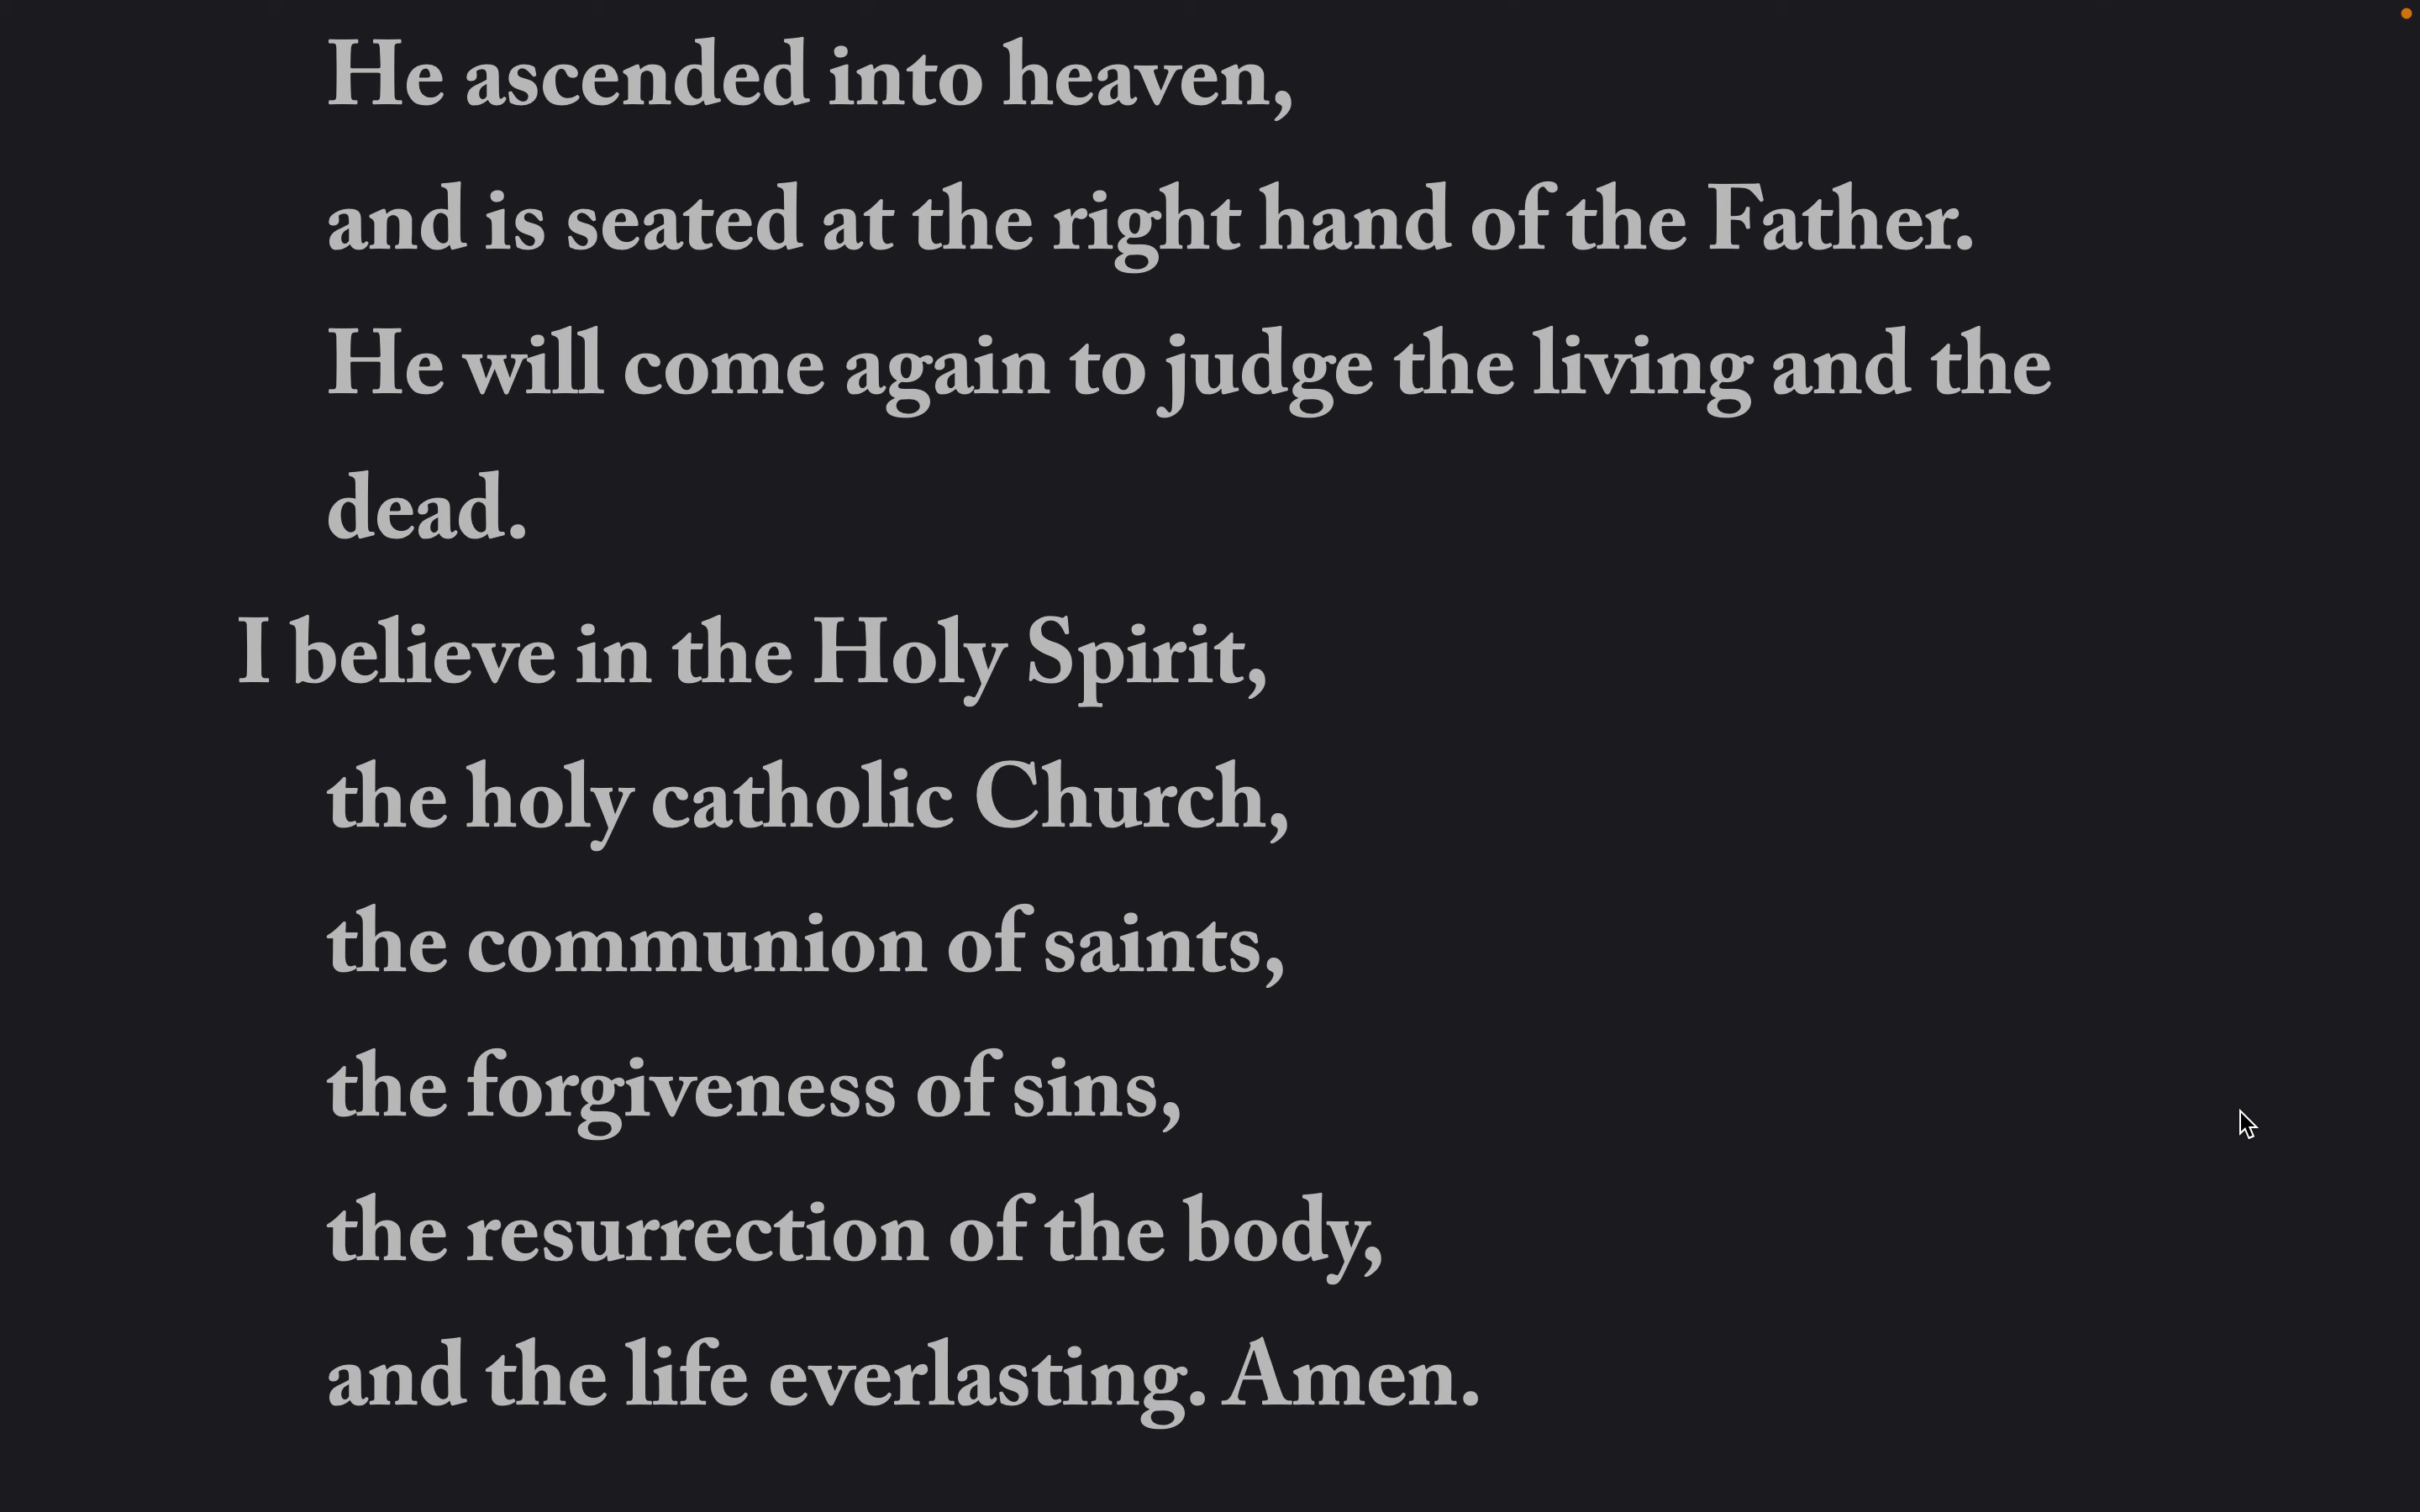 He ascended into heaven,
and is seated at the right hand of the Father.
He will come again to judge the living and the
dead.
I believe in the Holy Spirit,
the holy catholic Church,
the communion of saints,
the forgiveness of sins,
the resurrection of the body,
and the life everlasting. Amen.